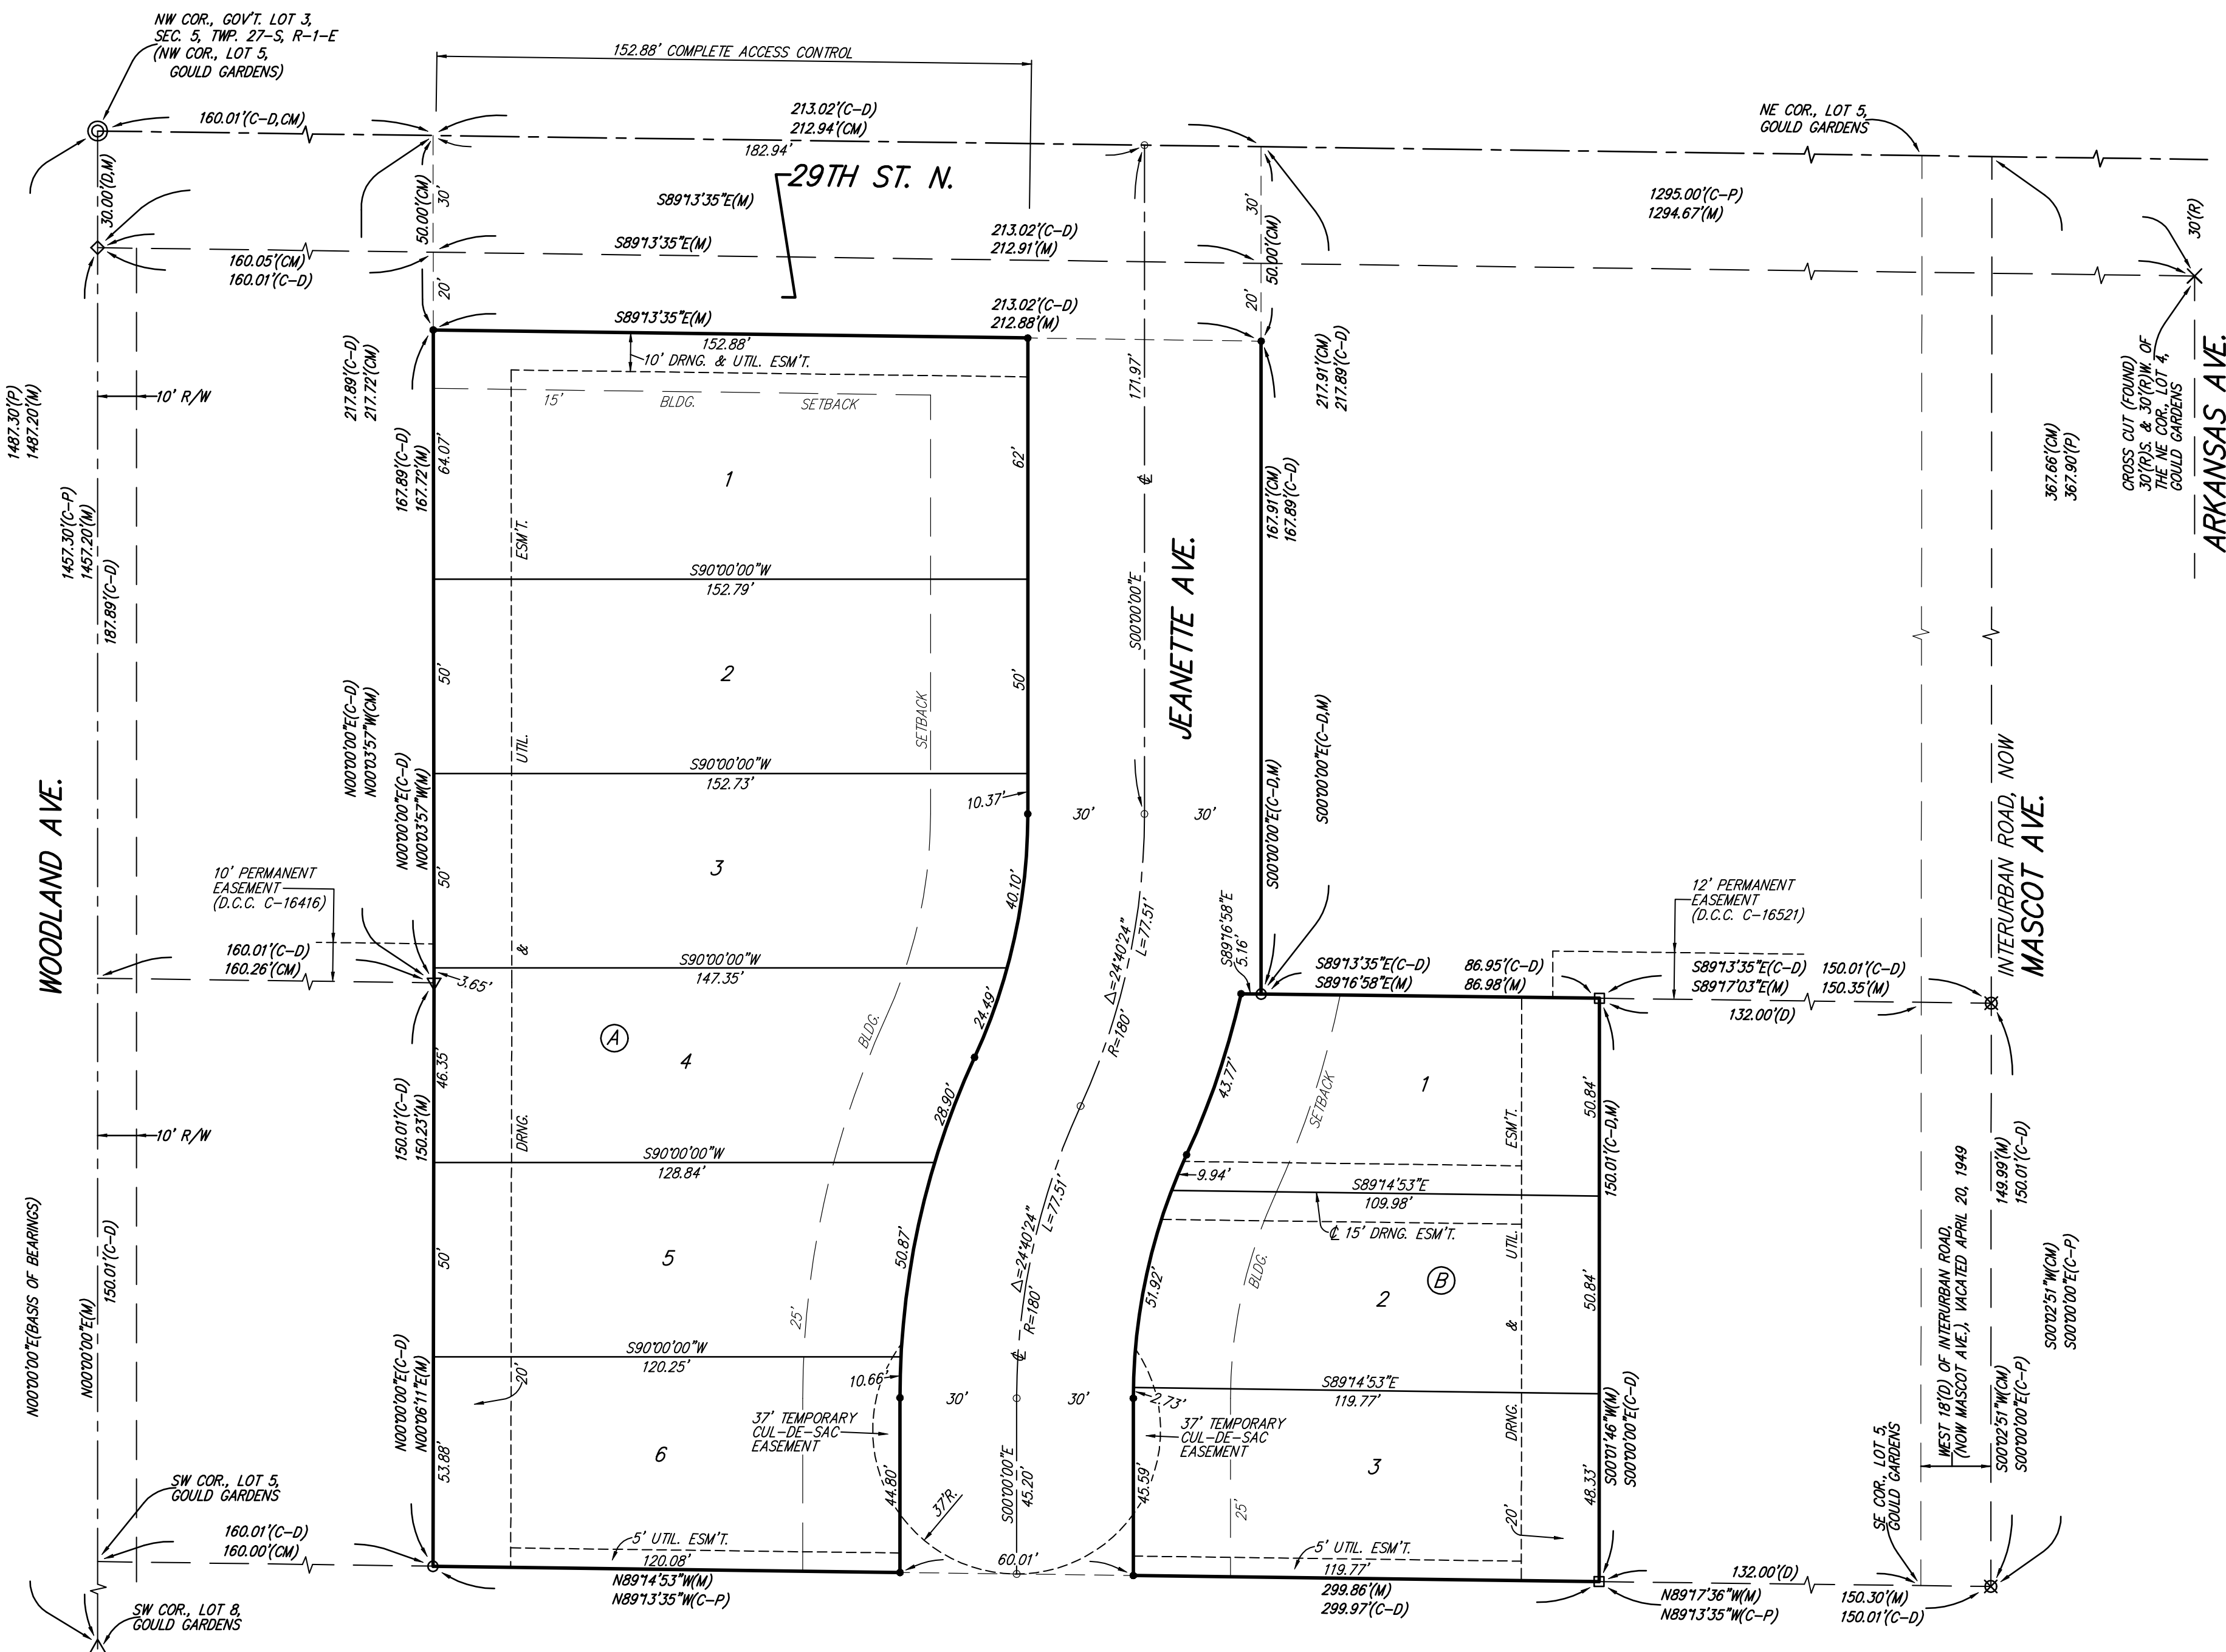 NW COR., GOV'T. LOT 3,
SEC. 5, TWP. 27-S, R-1-E
(NW COR., LOT 5,
GOULD GARDENS)
152.88' COMPLETE ACCESS CONTROL
160.01'(C-D,CM)
213.02'(C-D)
212.94'(CM)
182.94'
29TH ST. N.
NE COR., LOT 5,
GOULD GARDENS
30.00'(D,M)
50.00'(CM)
30'
S89°13'35"E(M)
30'
50.00'(CM)
1295.00'(C-P)
1294.67'(M)
30'(R)
S89°13'35"E(M)
213.02'(C-D)
212.91'(M)
160.05'(CM)
160.01'(C-D)
20'
20'
S89°13'35"E(M)
213.02'(C-D)
212.88'(M)
152.88'
10' DRNG. & UTIL. ESM'T.
15'
BLDG.
SETBACK
1487.30'(P)
1487.20'(M)
10' R/W
217.89'(C-D)
217.72'(CM)
171.97'
217.91'(CM)
217.89'(C-D)
CROSS CUT (FOUND)
30'(R)S. & 30'(R)W. OF
THE NE COR., LOT 4,
GOULD GARDENS
ARKANSAS AVE.
1457.30'(C-P)
1457.20'(M)
187.89'(C-D)
167.89'(C-D)
167.72'(M)
64.07'
ESM'T.
1
62'
℄
167.91'(CM)
167.89'(C-D)
367.66'(CM)
367.90'(P)
S90°00'00"W
152.79'
S00°00'00"E
JEANETTE AVE.
N00°00'00"E(C-D)
N00°03'57"W(CM)
50'
UTIL.
2
SETBACK
50'
S00°00'00"E(C-D,M)
S90°00'00"W
152.73'
WOODLAND AVE.
N00°00'00"E(C-D)
N00°03'57"W(M)
10.37'
30'
30'
S00°00'00"E(C-D,M)
INTERURBAN ROAD, NOW
MASCOT AVE.
10' PERMANENT
EASEMENT
(D.C.C. C-16416)
50'
3
40.10'
△=24°40'24"
L=77.51'
R=180'
S89°16'58"E
5.16'
12' PERMANENT
EASEMENT
(D.C.C. C-16521)
160.01'(C-D)
160.26'(CM)
3.65'
&
S90°00'00"W
147.35'
S89°13'35"E(C-D)
S89°16'58"E(M)
86.95'(C-D)
86.98'(M)
S89°13'35"E(C-D)
S89°17'03"E(M)
150.01'(C-D)
150.35'(M)
132.00'(D)
A
24.49'
BLDG.
4
46.35'
28.90'
43.77'
SETBACK
1
ESM'T.
50.84'
150.01'(C-D,M)
10' R/W
150.01'(C-D)
150.23'(M)
DRNG.
S90°00'00"W
128.84'
9.94'
S89°14'53"E
109.98'
℄ 15' DRNG. ESM'T.
149.99'(M)
150.01'(C-D)
N00°00'00"E(BASIS OF BEARINGS)
N00°00'00"E(M)
150.01'(C-D)
50'
5
25'
50.87'
△=24°40'24"
L=77.51'
R=180'
51.92'
BLDG.
2
B
UTIL.
&
50.84'
WEST 18'(D) OF INTERURBAN ROAD,
(NOW MASCOT AVE.), VACATED APRIL 20, 1949
S00°02'51"W(CM)
S00°00'00"E(C-P)
S90°00'00"W
120.25'
℄
20'
10.66'
30'
30'
2.73'
S89°14'53"E
119.77'
N00°00'00"E(C-D)
N00°06'11"E(M)
53.88'
37' TEMPORARY
CUL-DE-SAC
EASEMENT
37' TEMPORARY
CUL-DE-SAC
EASEMENT
DRNG.
S00°01'46"W(M)
S00°00'00"E(C-D)
S00°02'51"W(CM)
S00°00'00"E(C-P)
6
44.80'
37'R.
S00°00'00"E
45.20'
45.59'
3
25'
20'
48.33'
SE COR., LOT 5,
GOULD GARDENS
SW COR., LOT 5,
GOULD GARDENS
160.01'(C-D)
160.00'(CM)
5' UTIL. ESM'T.
120.08'
N89°14'53"W(M)
N89°13'35"W(C-P)
60.01'
5' UTIL. ESM'T.
119.77'
299.86'(M)
299.97'(C-D)
132.00'(D)
N89°17'36"W(M)
N89°13'35"W(C-P)
150.30'(M)
150.01'(C-D)
SW COR., LOT 8,
GOULD GARDENS